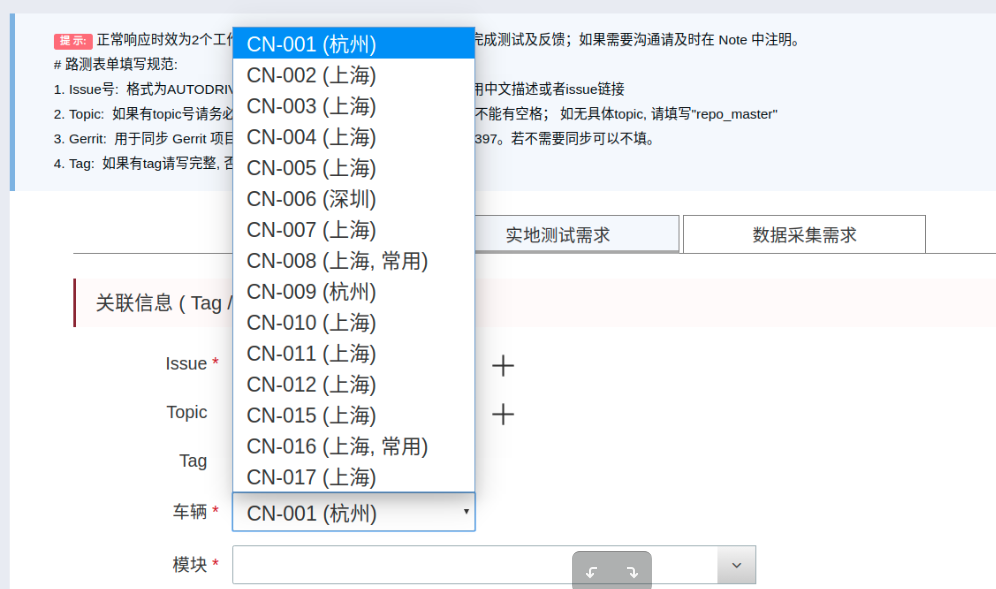 提示: 正常响应时效为2个工 完成测试及反馈；如果需要沟通请及时在 Note 中注明。
# 路测表单填写规范:
1. Issue号: 格式为AUTODRIV 用中文描述或者issue链接
2. Topic: 如果有topic号请务必 不能有空格； 如无具体topic, 请填写"repo_master"
3. Gerrit: 用于同步 Gerrit 项目 397。若不需要同步可以不填。
4. Tag: 如果有tag请写完整, 否
CN-001 (杭州)
CN-002 (上海)
CN-003 (上海)
CN-004 (上海)
CN-005 (上海)
CN-006 (深圳)
CN-007 (上海)
CN-008 (上海, 常用)
CN-009 (杭州)
CN-010 (上海)
CN-011 (上海)
CN-012 (上海)
CN-015 (上海)
CN-016 (上海, 常用)
CN-017 (上海)
实地测试需求 数据采集需求
关联信息 ( Tag /
Issue *
Topic
Tag
车辆 * CN-001 (杭州)
模块 *